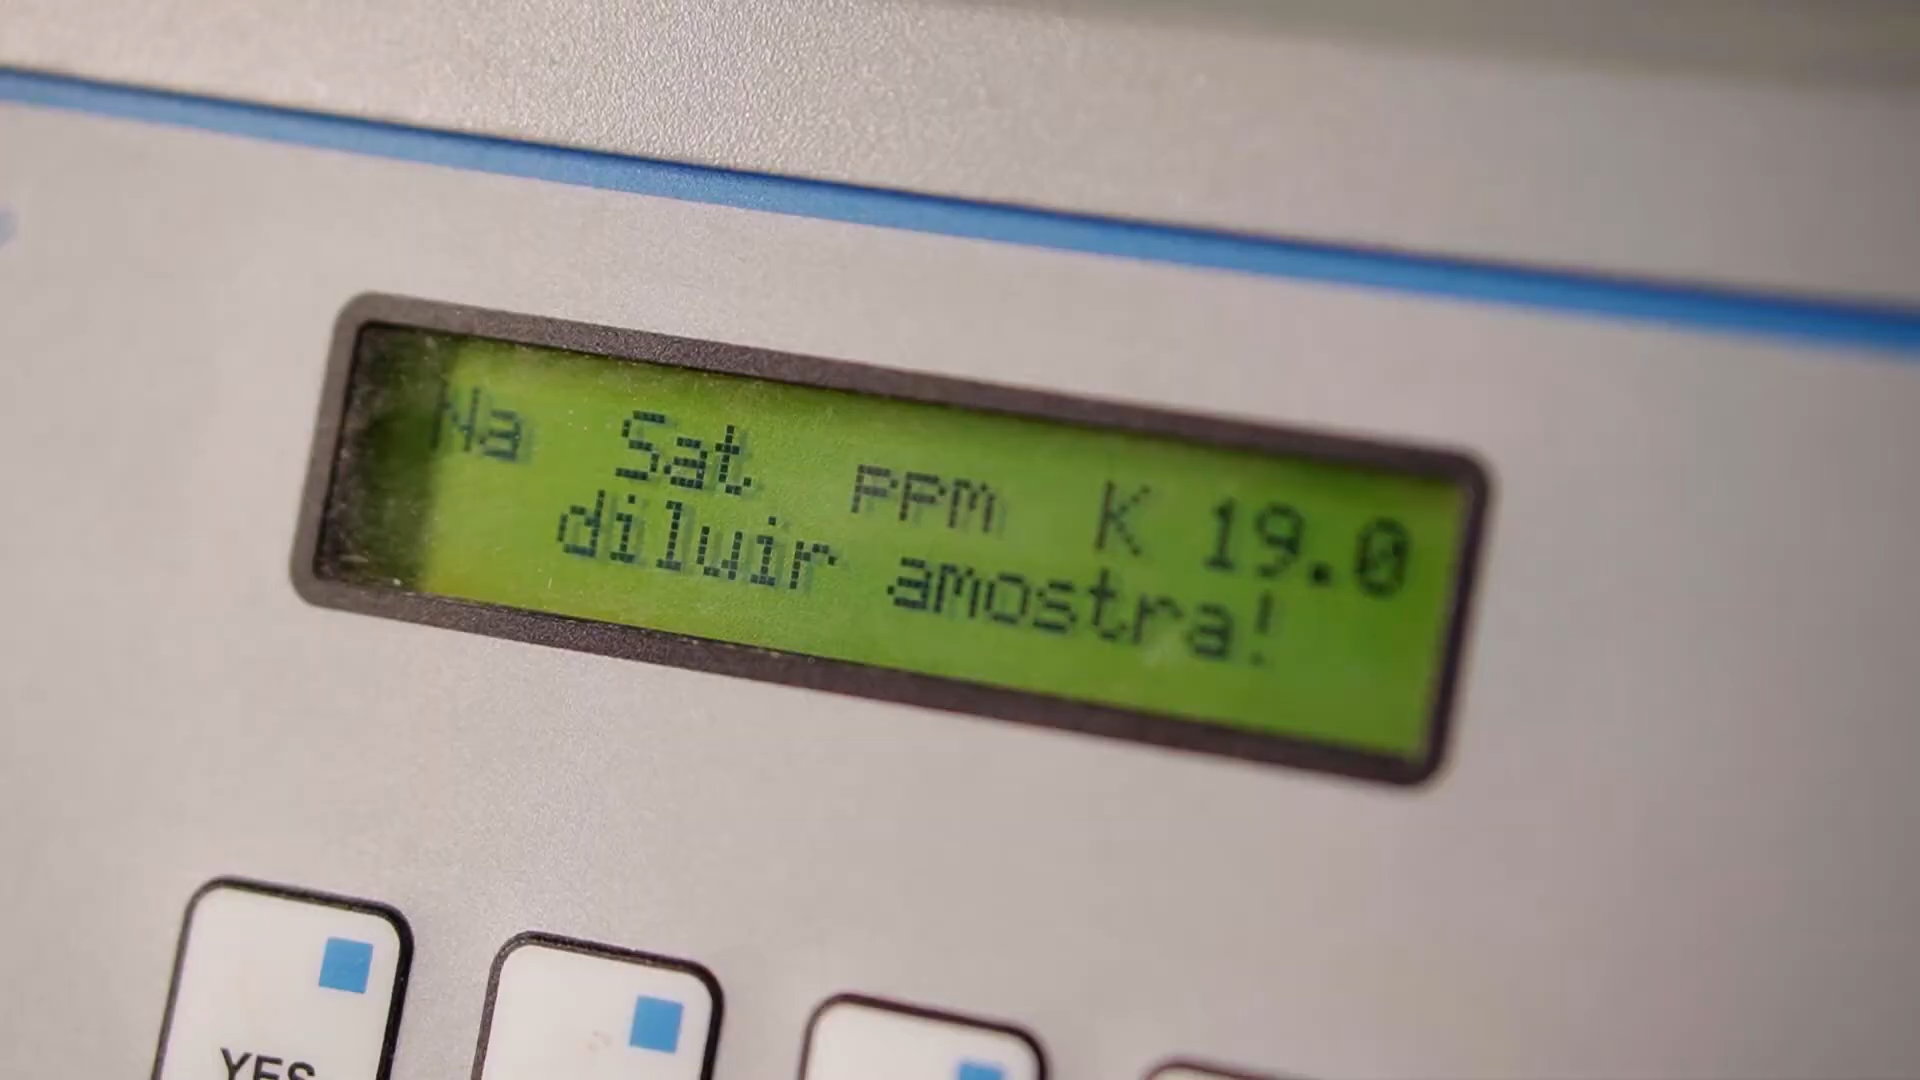 Na Sat ppm K 19.0
diluir amostra!
YES